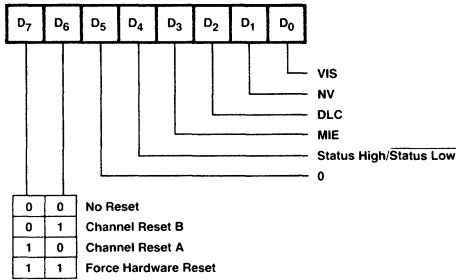 D7 D6 D5 D4 D3 D2 D1 D0
VIS
NV
DLC
MIE
Status High/Status Low
0
0 0 No Reset
0 1 Channel Reset B
1 0 Channel Reset A
1 1 Force Hardware Reset